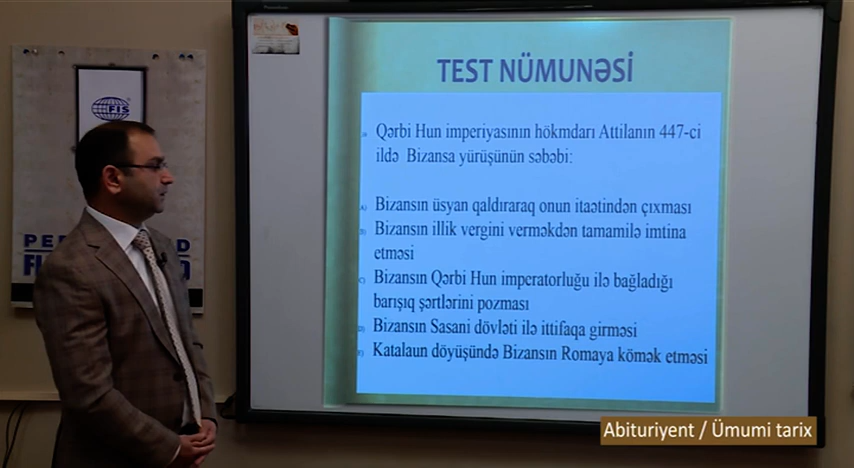 FIS
TEST NÜMUNƏSİ
Qərbi Hun imperiyasının hökmdarı Attilanın 447-ci
ildə Bizansa yürüşünün səbəbi:
A) Bizansın üsyan qaldıraraq onun itaətindən çıxması
B) Bizansın illik vergini verməkdən tamamilə imtina
etməsi
C) Bizansın Qərbi Hun imperatorluğu ilə bağladığı
barışıq şərtlərini pozması
D) Bizansın Sasani dövləti ilə ittifaqa girməsi
E) Katalaun döyüşündə Bizansın Romaya kömək etməsi
Abituriyent / Ümumi tarix